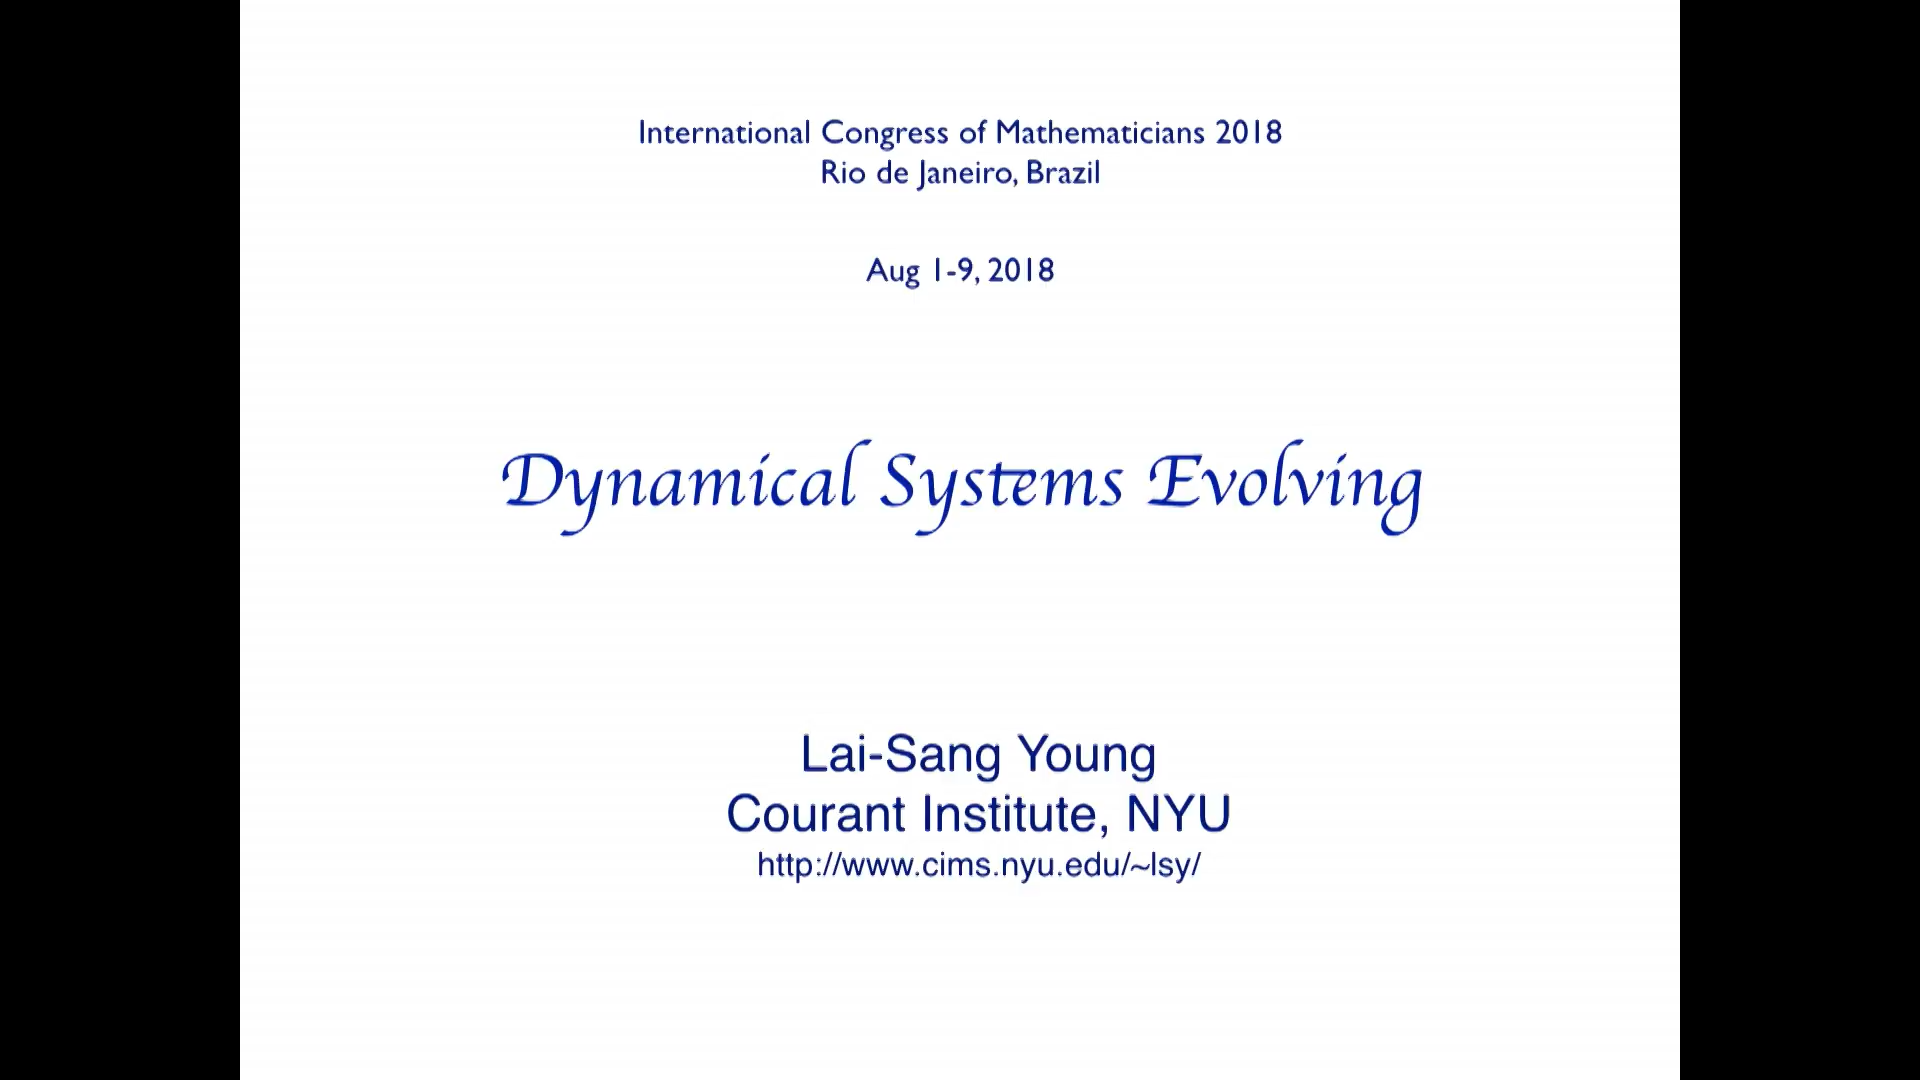 International Congress of Mathematicians 2018
Rio de Janeiro, Brazil
Aug 1-9, 2018
Dynamical Systems Evolving
Lai-Sang Young
Courant Institute, NYU
http://www.cims.nyu.edu/~lsy/